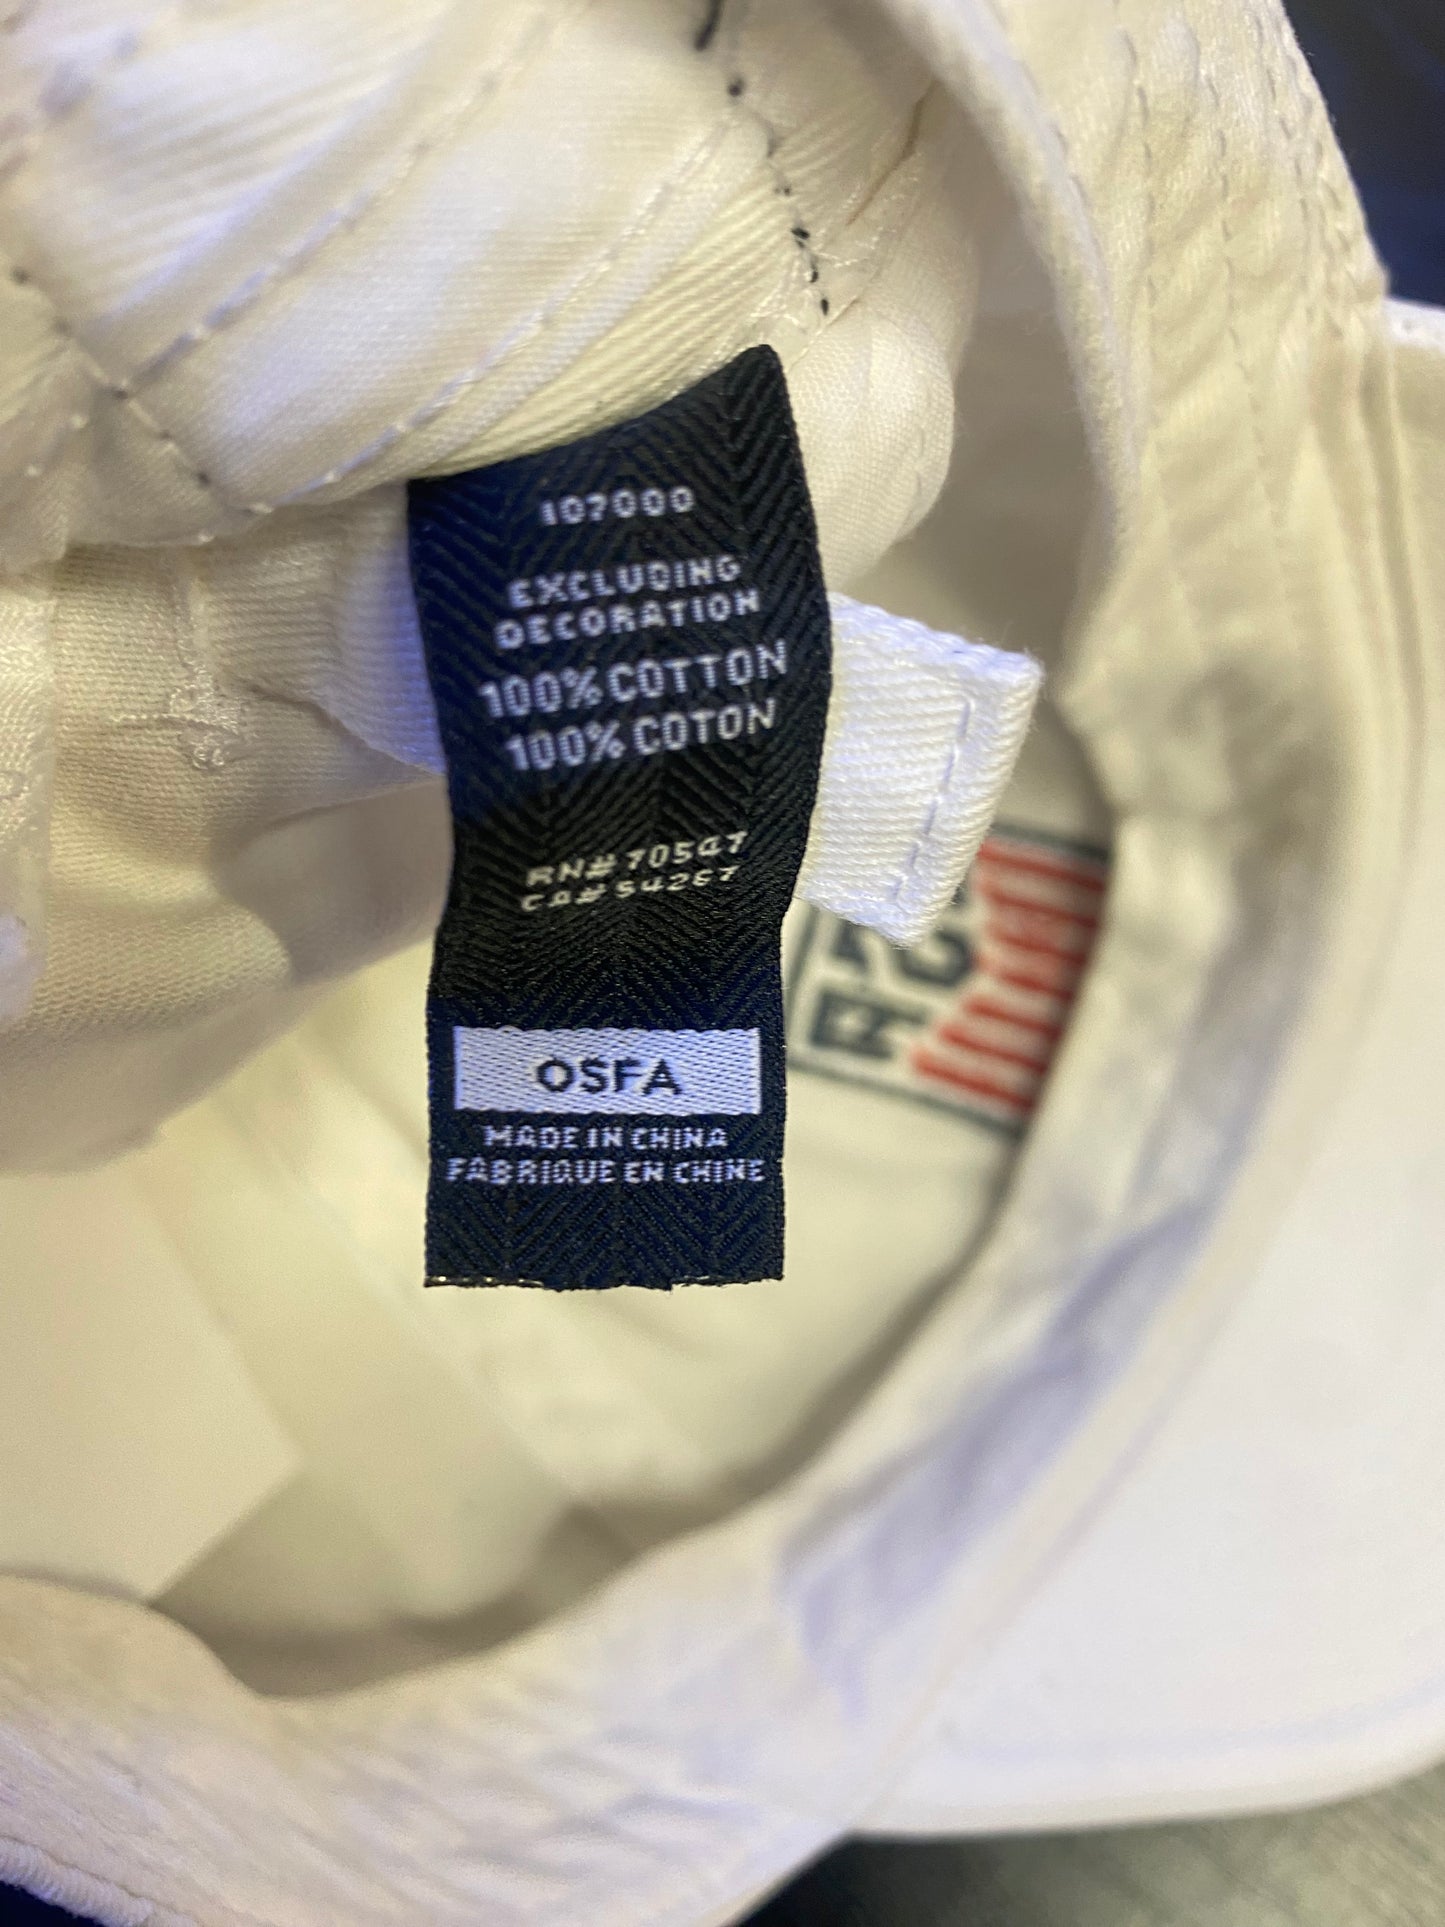 107000
EXCLUDING
DECORATION
100% COTTON
100% COTON
RN# 70547
CA# 54267
OSFA
MADE IN CHINA
FABRIQUE EN CHINE